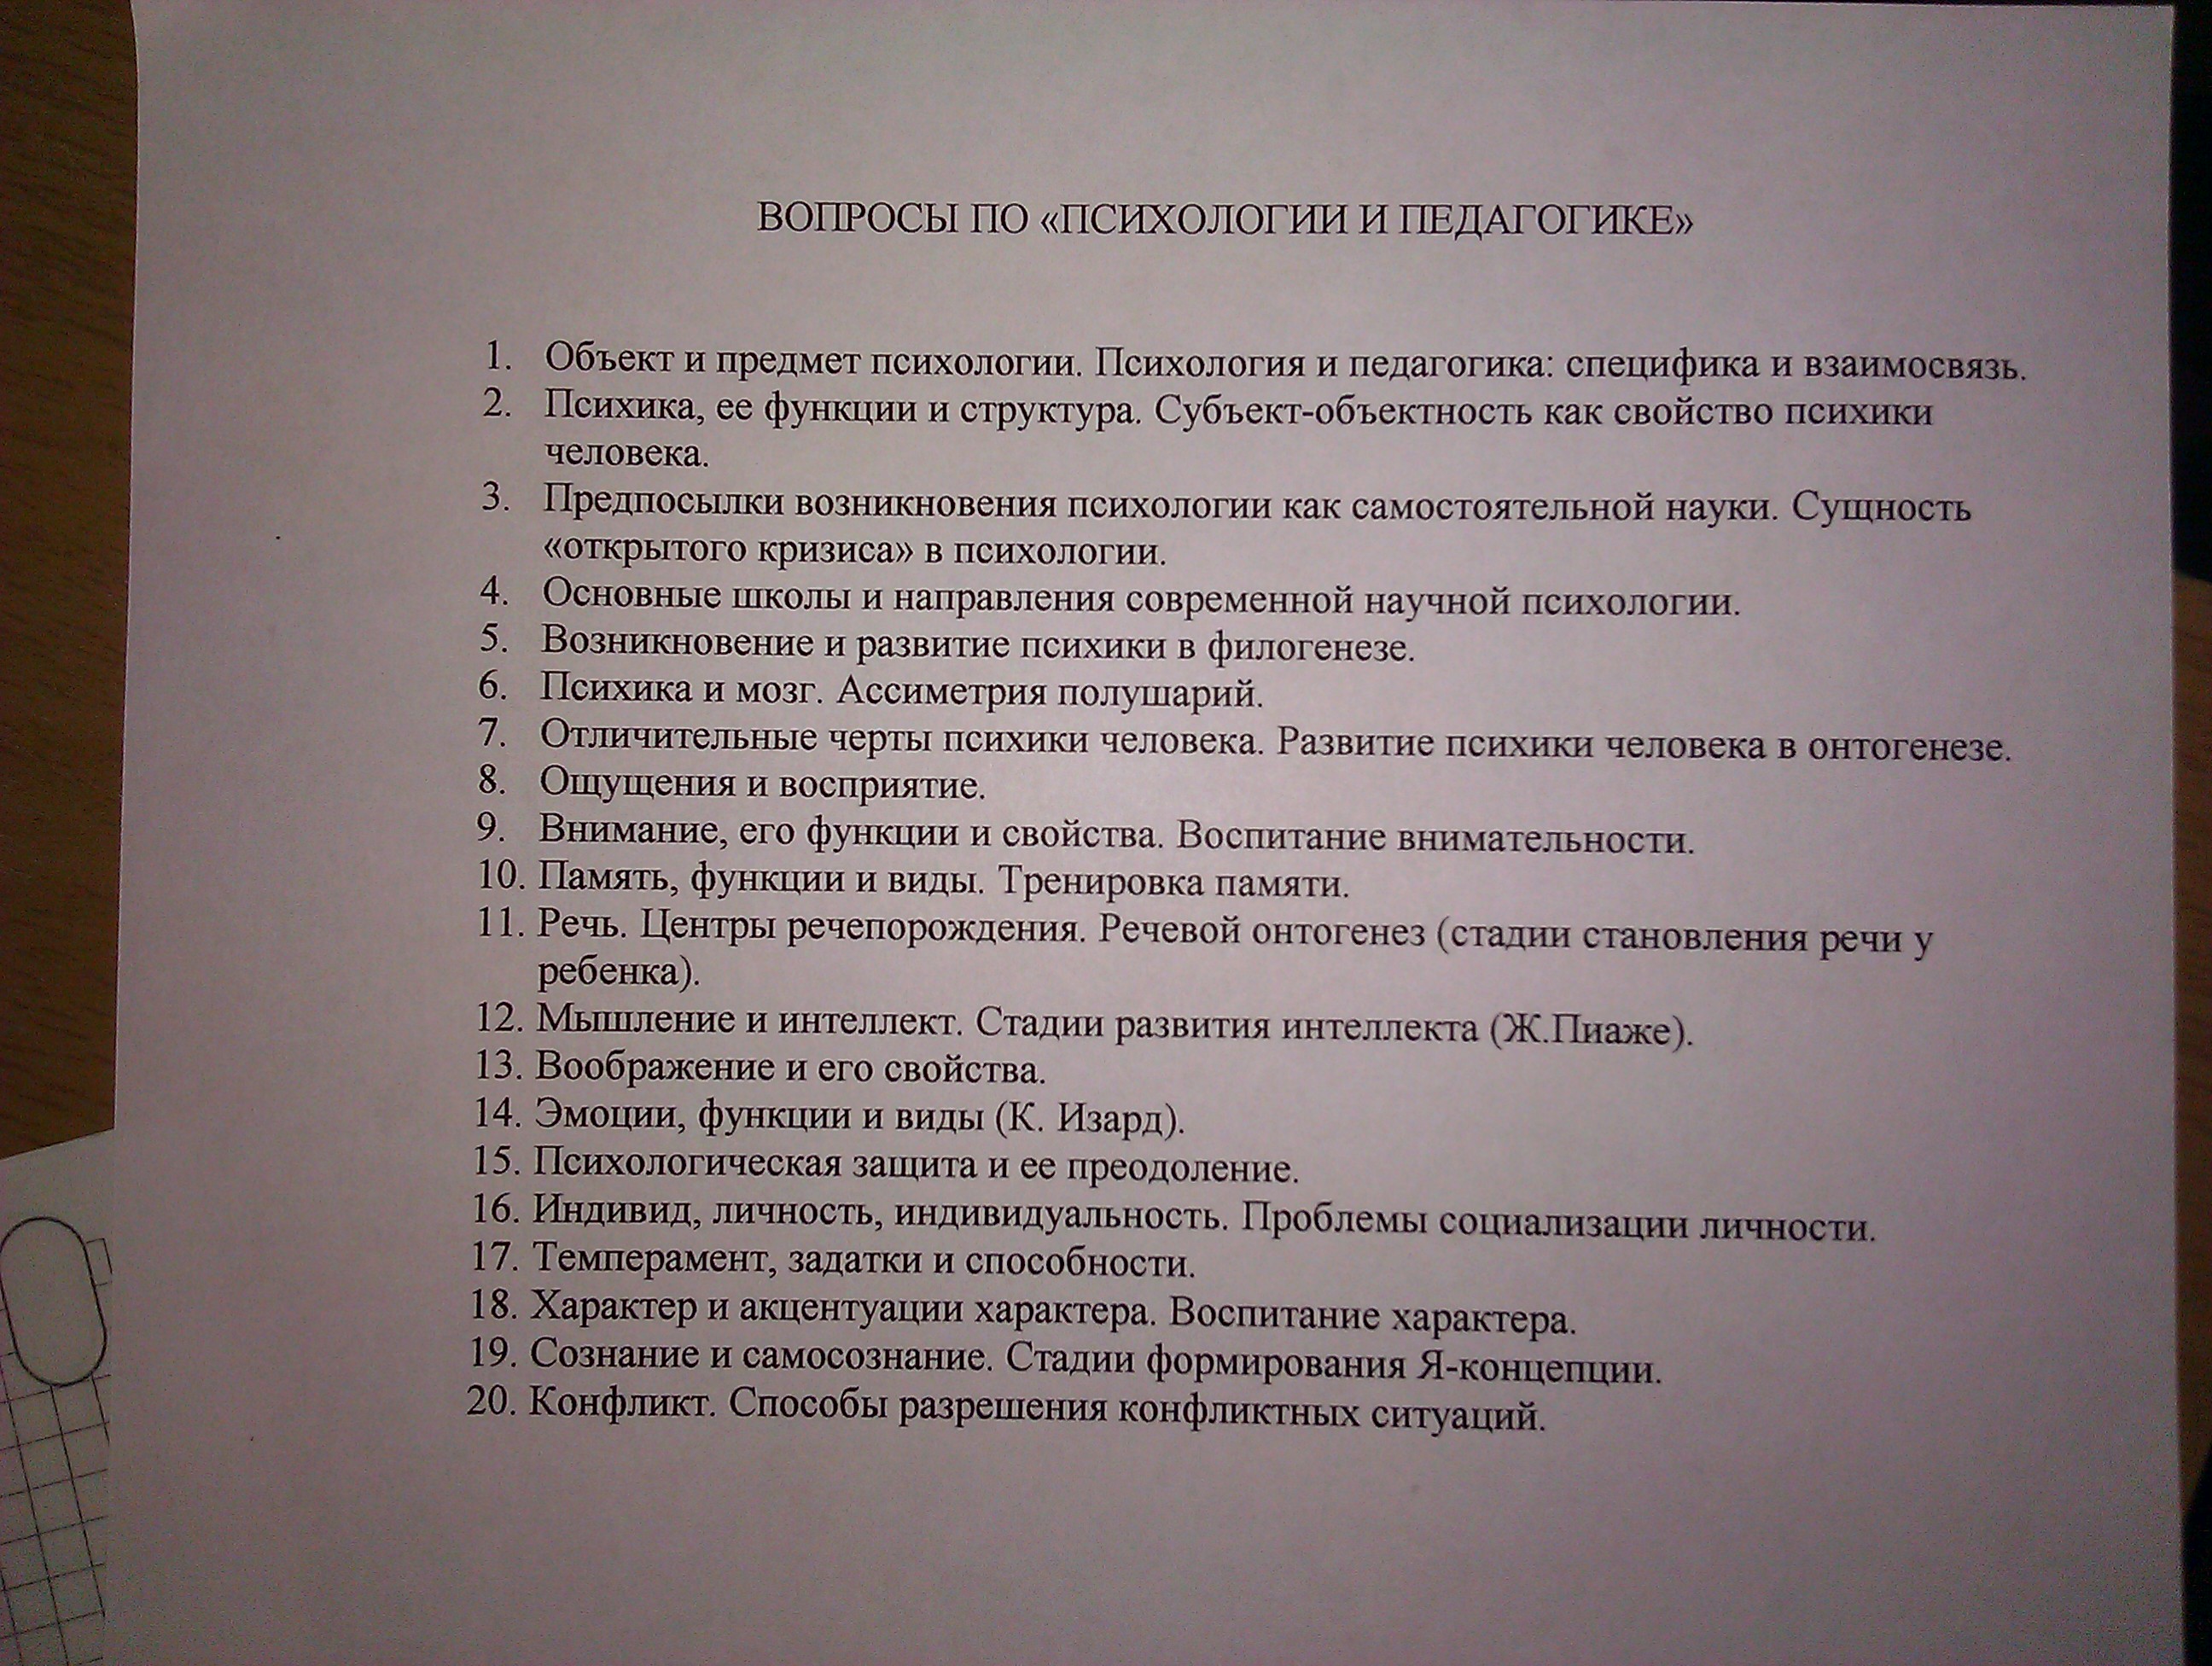 ВОПРОСЫ ПО «ПСИХОЛОГИИ И ПЕДАГОГИКЕ»
1. Объект и предмет психологии. Психология и педагогика: специфика и взаимосвязь.
2. Психика, ее функции и структура. Субъект-объектность как свойство психики
человека.
3. Предпосылки возникновения психологии как самостоятельной науки. Сущность
«открытого кризиса» в психологии.
4. Основные школы и направления современной научной психологии.
5. Возникновение и развитие психики в филогенезе.
6. Психика и мозг. Ассиметрия полушарий.
7. Отличительные черты психики человека. Развитие психики человека в онтогенезе.
8. Ощущения и восприятие.
9. Внимание, его функции и свойства. Воспитание внимательности.
10. Память, функции и виды. Тренировка памяти.
11. Речь. Центры речепорождения. Речевой онтогенез (стадии становления речи у
ребенка).
12. Мышление и интеллект. Стадии развития интеллекта (Ж.Пиаже).
13. Воображение и его свойства.
14. Эмоции, функции и виды (К. Изард).
15. Психологическая защита и ее преодоление.
16. Индивид, личность, индивидуальность. Проблемы социализации личности.
17. Темперамент, задатки и способности.
18. Характер и акцентуации характера. Воспитание характера.
19. Сознание и самосознание. Стадии формирования Я-концепции.
20. Конфликт. Способы разрешения конфликтных ситуаций.